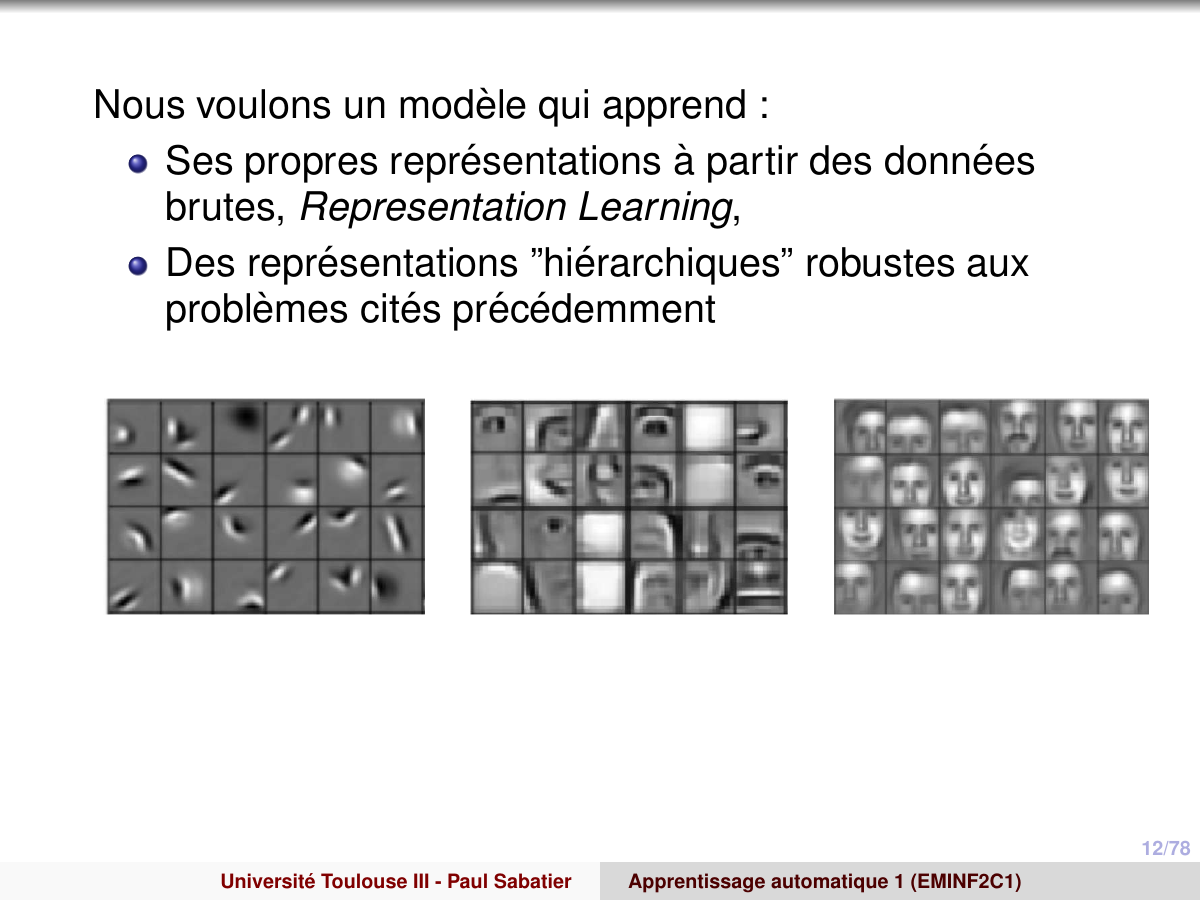 Nous voulons un modèle qui apprend :
Ses propres représentations à partir des données
brutes, Representation Learning,
Des représentations ”hiérarchiques” robustes aux
problèmes cités précédemment
12/78
Université Toulouse III - Paul Sabatier
Apprentissage automatique 1 (EMINF2C1)